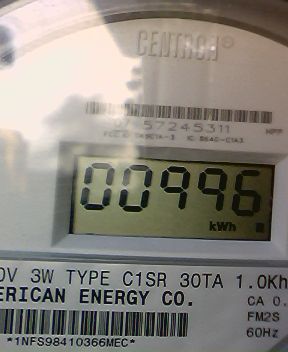 CENTRON®
57245311
00996
kWh
0V 3W TYPE C1SR 30TA 1.0Kh
ERICAN ENERGY CO.
CA 0.
FM2S
60Hz
*1NFS98410366MEC*